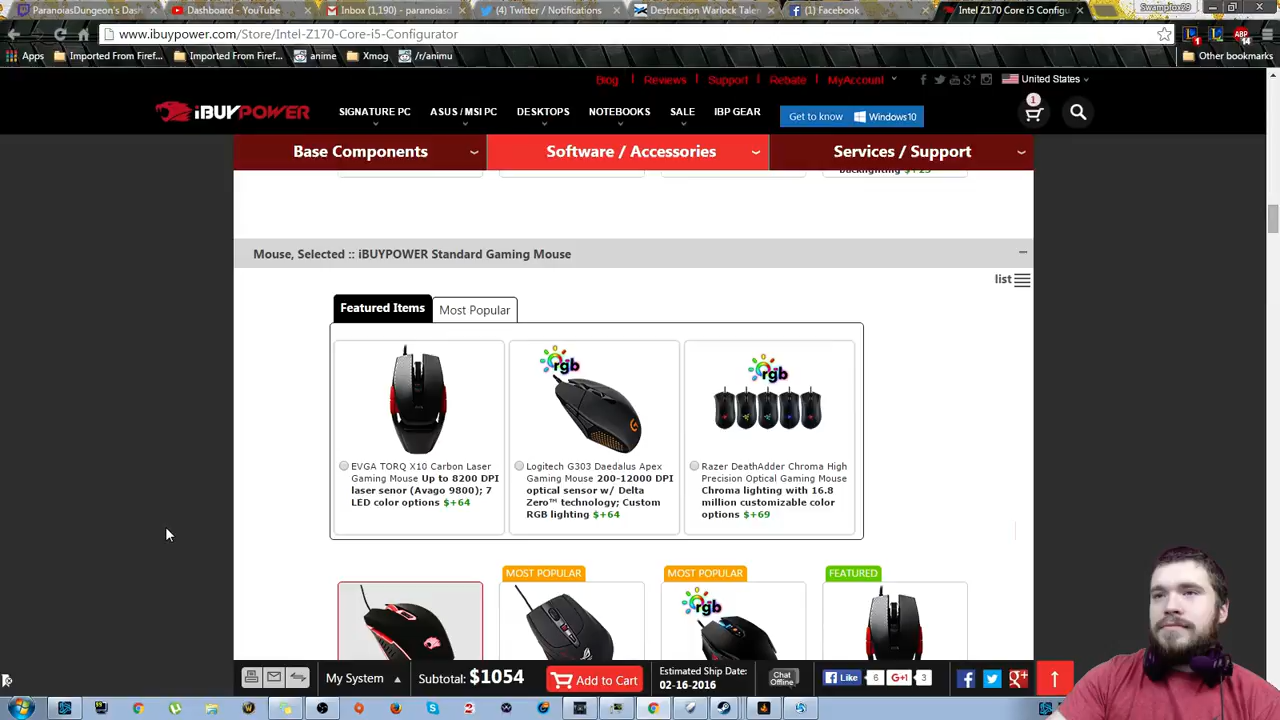 ParanoiasDungeon's Dash
Dashboard - YouTube
Inbox (1,190) - paranoiasd
(4) Twitter / Notifications
Destruction Warlock Talen
(1) Facebook
Intel Z170 Core i5 Configu
Swampfox29
www.ibuypower.com/Store/Intel-Z170-Core-i5-Configurator
Apps
Imported From Firef...
Imported From Firef...
anime
Xmog
/r/animu
Other bookmarks
Blog
Reviews
Support
Rebate
MyAccount
United States
iBUYPOWER
SIGNATURE PC
ASUS / MSI PC
DESKTOPS
NOTEBOOKS
SALE
IBP GEAR
Get to know Windows10
1
Base Components
Software / Accessories
Services / Support
Mouse, Selected :: iBUYPOWER Standard Gaming Mouse
list
Featured Items
Most Popular
rgb
rgb
EVGA TORQ X10 Carbon Laser
Gaming Mouse Up to 8200 DPI
laser senor (Avago 9800); 7
LED color options $+64
Logitech G303 Daedalus Apex
Gaming Mouse 200-12000 DPI
optical sensor w/ Delta
Zero™ technology; Custom
RGB lighting $+64
Razer DeathAdder Chroma High
Precision Optical Gaming Mouse
Chroma lighting with 16.8
million customizable color
options $+69
MOST POPULAR
MOST POPULAR
FEATURED
rgb
My System
Subtotal: $1054
Add to Cart
Estimated Ship Date:
02-16-2016
Chat
Offline
Like
6
G+1
3